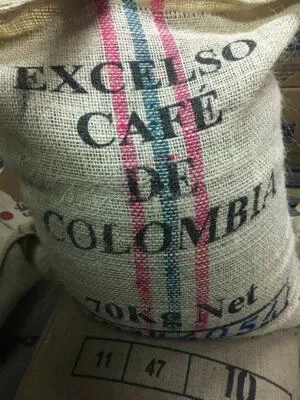 EXCELSO
CAFÉ
DE
COLOMBIA
70Kg Net
11 47 10